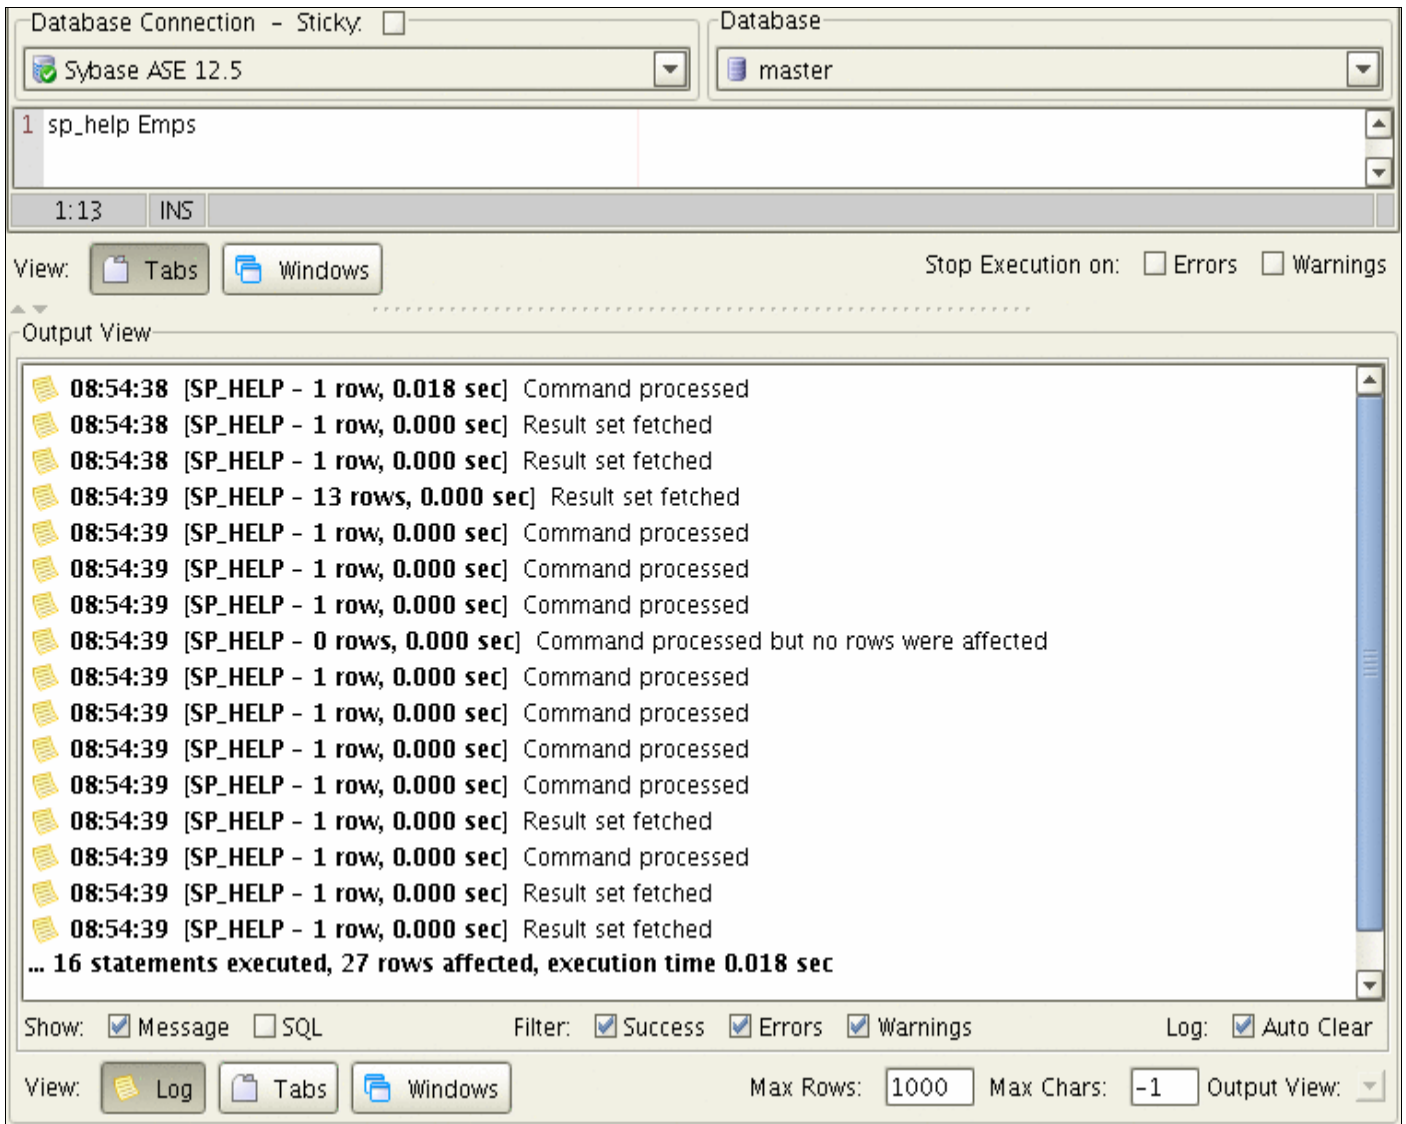 Database Connection - Sticky: Database
Sybase ASE 12.5 master
1 sp_help Emps
1:13 INS
View: Tabs Windows Stop Execution on: Errors Warnings
Output View
08:54:38 [SP_HELP - 1 row, 0.018 sec] Command processed
08:54:38 [SP_HELP - 1 row, 0.000 sec] Result set fetched
08:54:38 [SP_HELP - 1 row, 0.000 sec] Result set fetched
08:54:39 [SP_HELP - 13 rows, 0.000 sec] Result set fetched
08:54:39 [SP_HELP - 1 row, 0.000 sec] Command processed
08:54:39 [SP_HELP - 1 row, 0.000 sec] Command processed
08:54:39 [SP_HELP - 1 row, 0.000 sec] Command processed
08:54:39 [SP_HELP - 0 rows, 0.000 sec] Command processed but no rows were affected
08:54:39 [SP_HELP - 1 row, 0.000 sec] Command processed
08:54:39 [SP_HELP - 1 row, 0.000 sec] Command processed
08:54:39 [SP_HELP - 1 row, 0.000 sec] Command processed
08:54:39 [SP_HELP - 1 row, 0.000 sec] Command processed
08:54:39 [SP_HELP - 1 row, 0.000 sec] Result set fetched
08:54:39 [SP_HELP - 1 row, 0.000 sec] Command processed
08:54:39 [SP_HELP - 1 row, 0.000 sec] Result set fetched
08:54:39 [SP_HELP - 1 row, 0.000 sec] Result set fetched
... 16 statements executed, 27 rows affected, execution time 0.018 sec
Show: Message SQL Filter: Success Errors Warnings Log: Auto Clear
View: Log Tabs Windows Max Rows: 1000 Max Chars: -1 Output View: